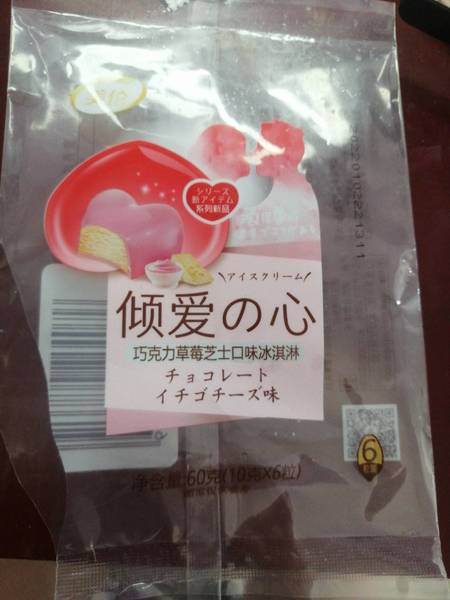 シリーズ
新アイテム
系列新品
アイスクリーム
倾爱の心
巧克力草莓芝士口味冰淇淋
チョコレート
イチゴチーズ味
6
净含量:60克(10克X6粒)